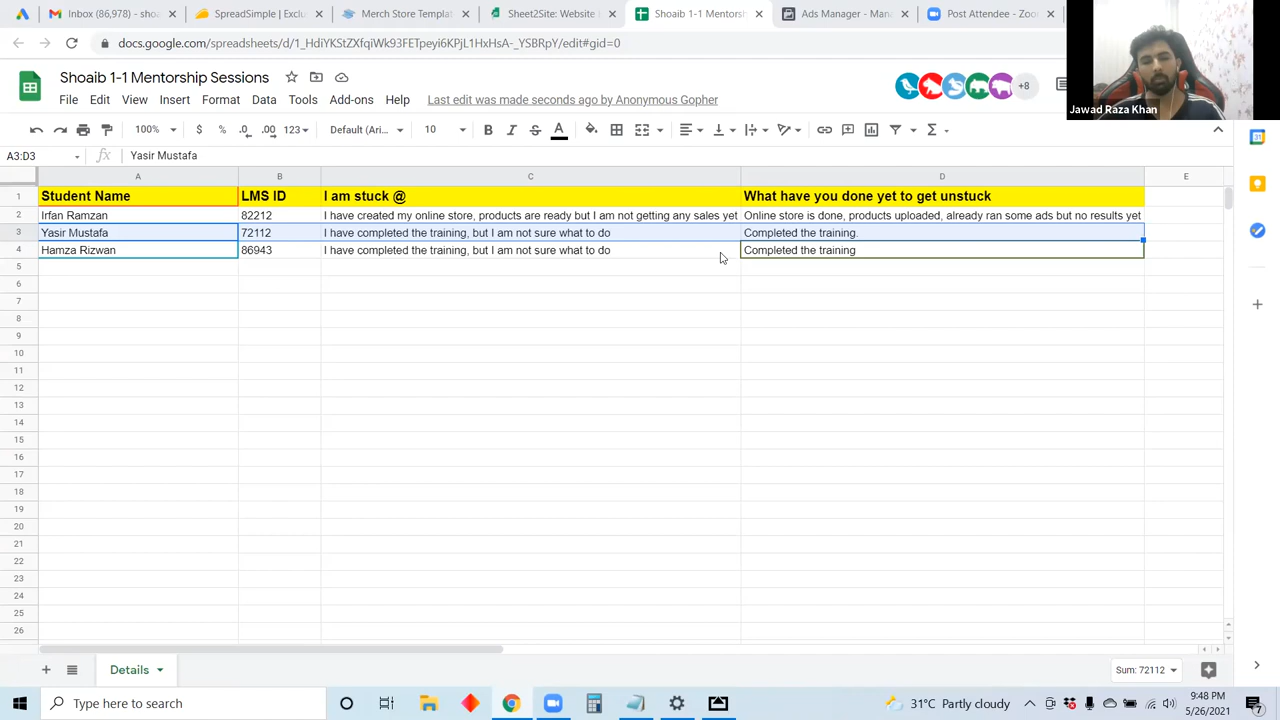 Inbox (86,978) - shoaib
SpreadSimple | Exclus
Merch Store Templat
Sheet2Site - Website
Shoaib 1-1 Mentorsh
Ads Manager - Mana
Post Attendee - Zoo
docs.google.com/spreadsheets/d/1_HdiYKStZXfqiWk93FETpeyi6KPJL1HxHsA-_YsBRgU/edit#gid=0
Shoaib 1-1 Mentorship Sessions
+8
Jawad Raza Khan
File Edit View Insert Format Data Tools Add-ons Help Last edit was made seconds ago by Anonymous Gopher
100% $ % .0 .00 123 Default (Ari... 10 B I S A
A3:D3 fx Yasir Mustafa
A B C D E
1 Student Name LMS ID I am stuck @ What have you done yet to get unstuck
2 Irfan Ramzan 82212 I have created my online store, products are ready but I am not getting any sales yet Online store is done, products uploaded, already ran some ads but no results yet
3 Yasir Mustafa 72112 I have completed the training, but I am not sure what to do Completed the training.
4 Hamza Rizwan 86943 I have completed the training, but I am not sure what to do Completed the training
5
6
7
8
9
10
11
12
13
14
15
16
17
18
19
20
21
22
23
24
25
26
Details Sum: 72112
Type here to search 31°C Partly cloudy 9:48 PM
5/26/2021 7